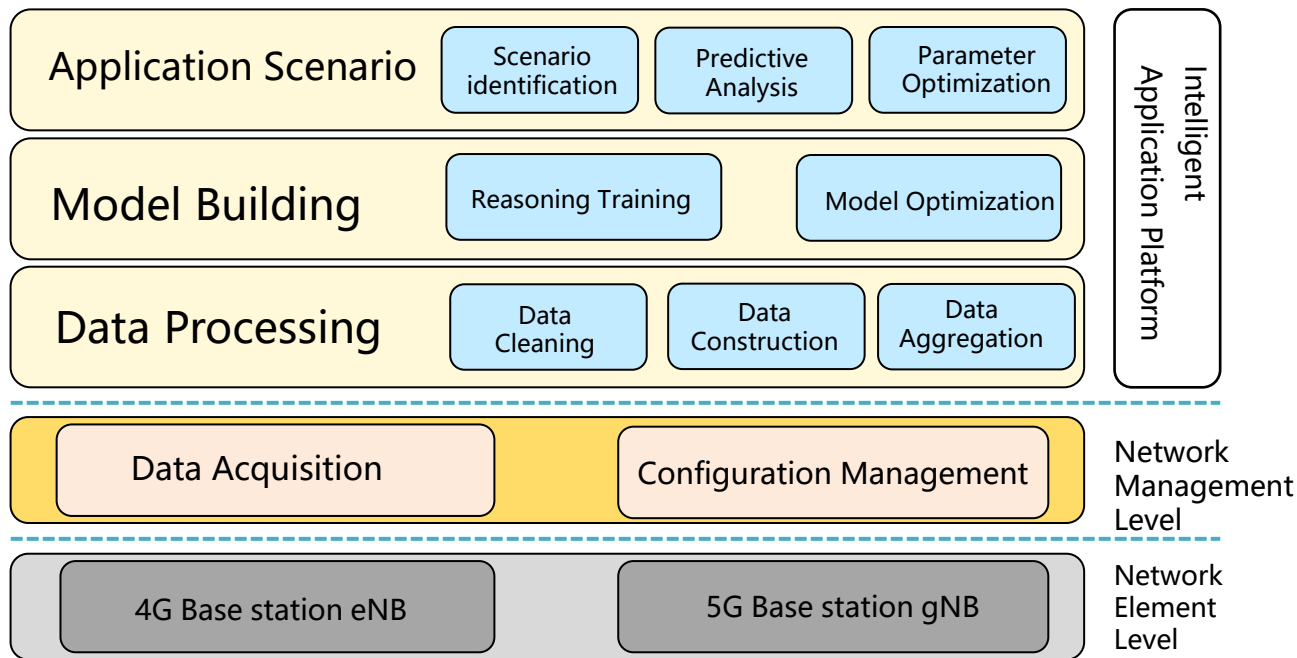 Application Scenario
Scenario
identification
Predictive
Analysis
Parameter
Optimization
Model Building
Reasoning Training
Model Optimization
Data Processing
Data
Cleaning
Data
Construction
Data
Aggregation
Intelligent
Application Platform
Data Acquisition
Configuration Management
Network
Management
Level
4G Base station eNB
5G Base station gNB
Network
Element
Level